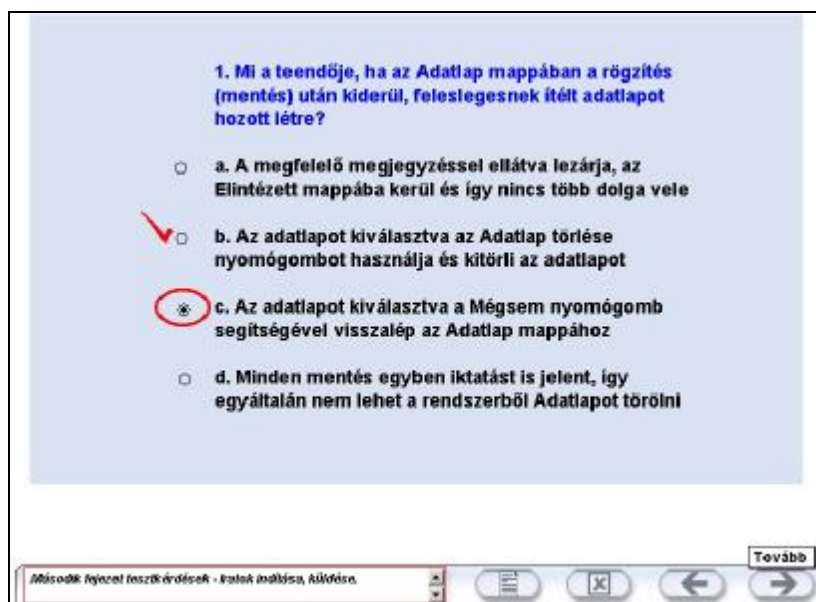 1. Mi a teendője, ha az Adatlap mappában a rögzítés
(mentés) után kiderül, feleslegesnek ítélt adatlapot
hozott létre?
a. A megfelelő megjegyzéssel ellátva lezárja, az
Elintézett mappába kerül és így nincs több dolga vele
b. Az adatlapot kiválasztva az Adatlap törlése
nyomógombot használja és kitörli az adatlapot
c. Az adatlapot kiválasztva a Mégsem nyomógomb
segítségével visszalép az Adatlap mappához
d. Minden mentés egyben iktatást is jelent, így
egyáltalán nem lehet a rendszerből Adatlapot törölni
Tovább
Második fejezet tesztkérdések - Iratok indítása, küldése.